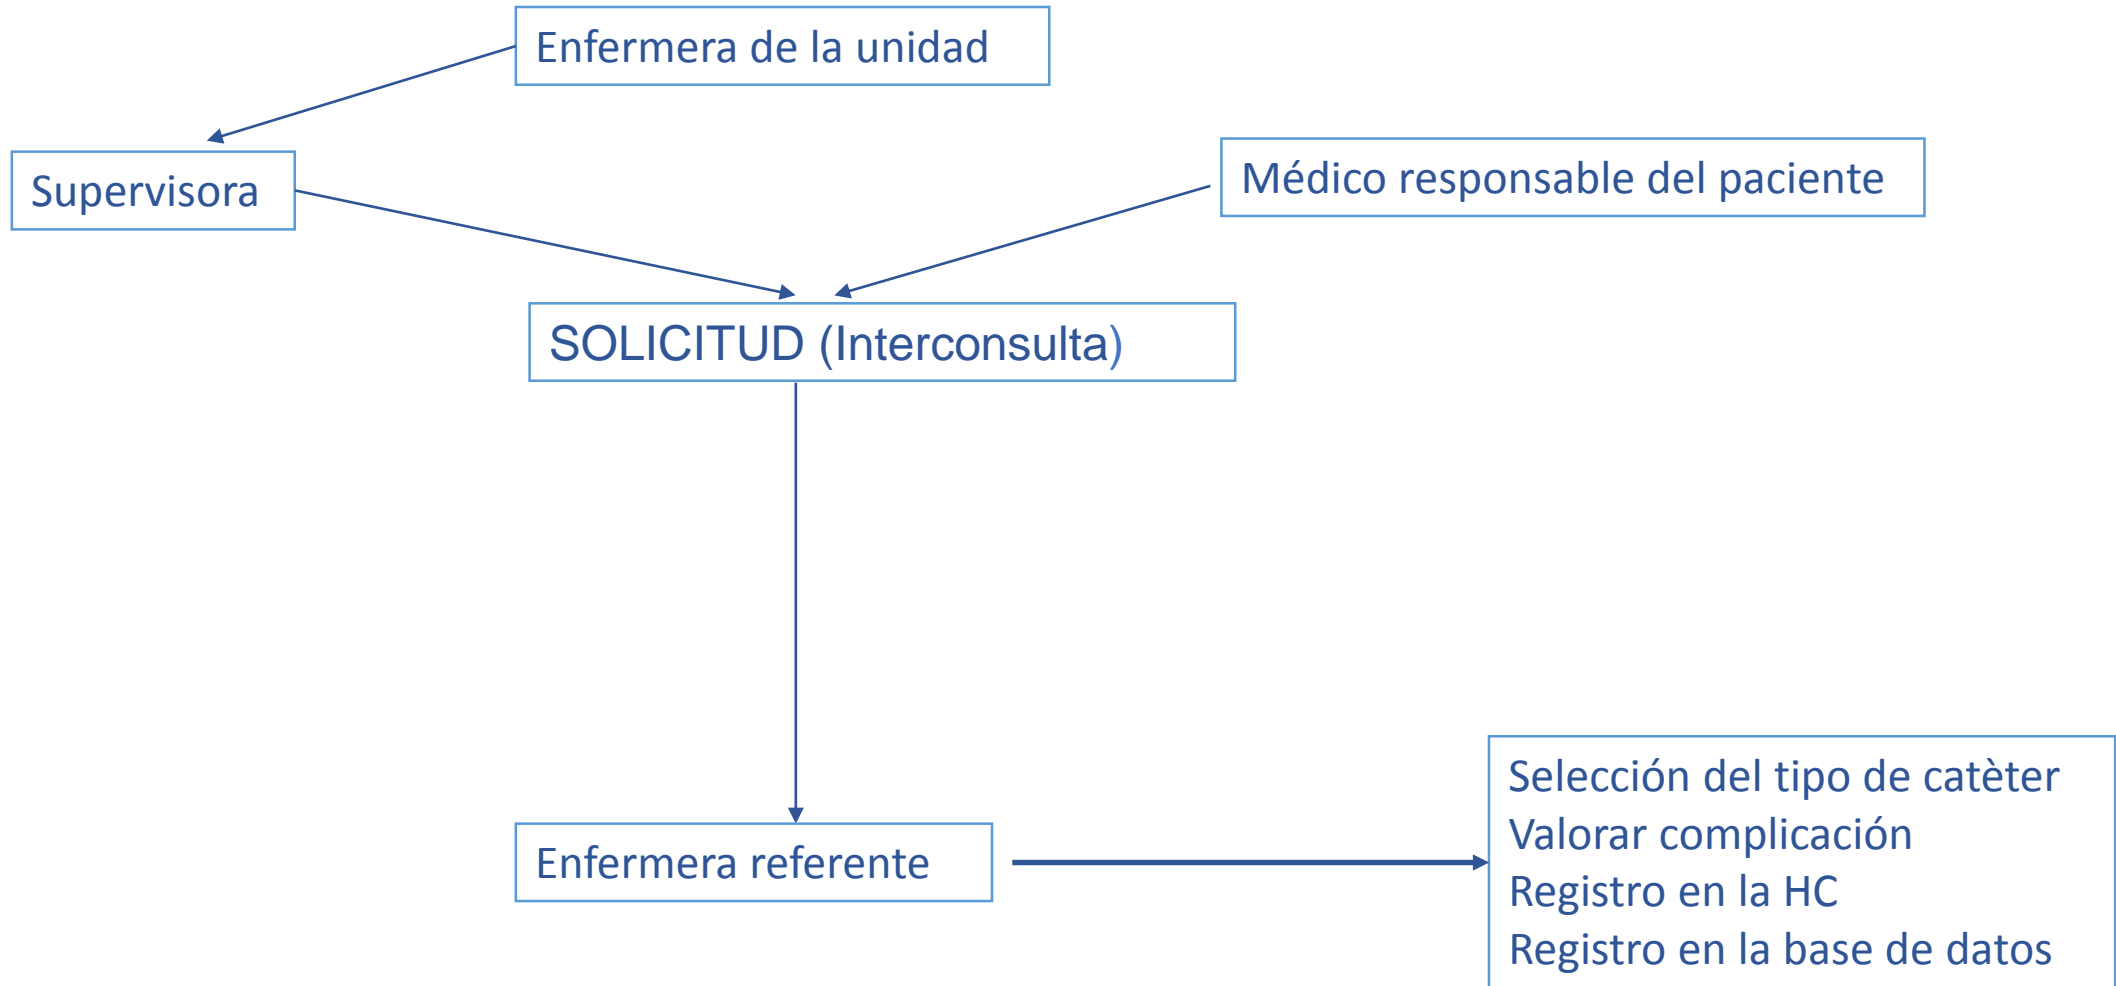 Enfermera de la unidad
Supervisora
Médico responsable del paciente
SOLICITUD (Interconsulta)
Enfermera referente
Selección del tipo de catèter
Valorar complicación
Registro en la HC
Registro en la base de datos